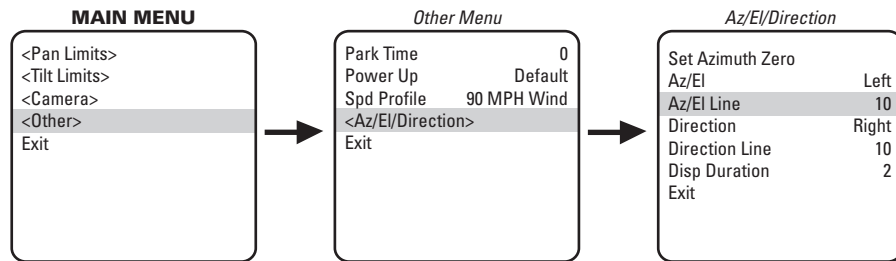 MAIN MENU
<Pan Limits>
<Tilt Limits>
<Camera>
<Other>
Exit
Other Menu
Park Time 0
Power Up Default
Spd Profile 90 MPH Wind
<Az/El/Direction>
Exit
Az/El/Direction
Set Azimuth Zero
Az/El Left
Az/El Line 10
Direction Right
Direction Line 10
Disp Duration 2
Exit